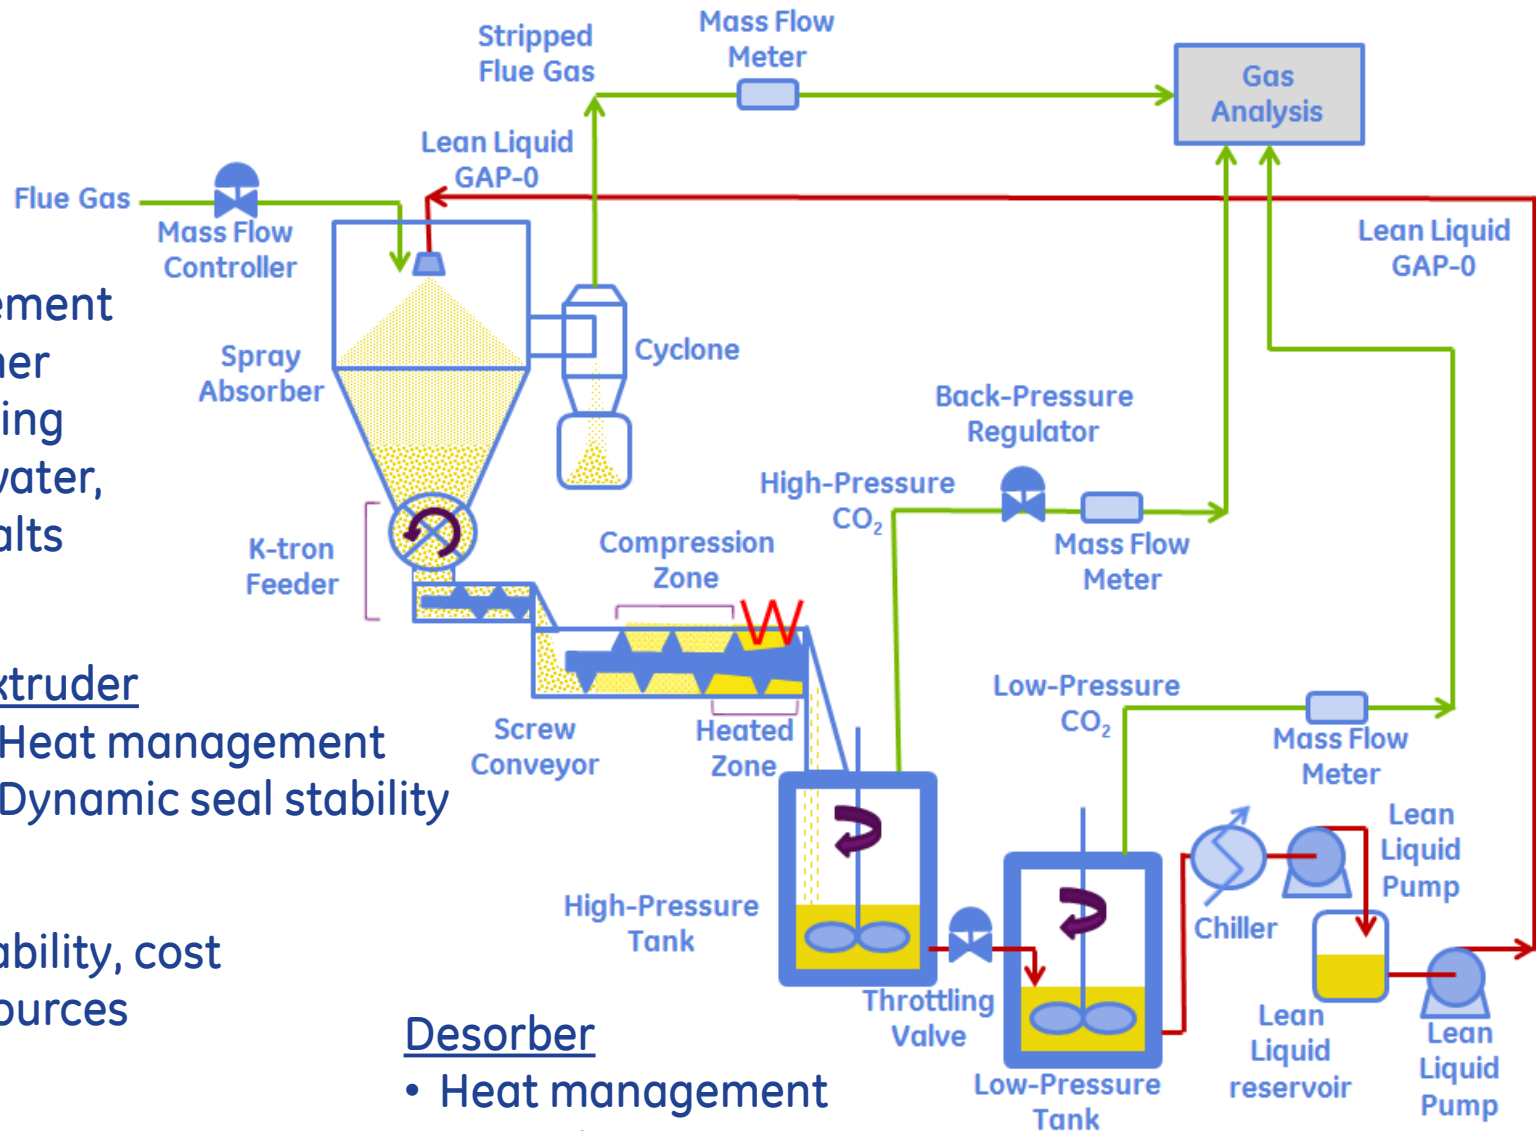 Stripped
Flue Gas
Mass Flow
Meter
Gas
Analysis
Lean Liquid
GAP-0
Flue Gas
Mass Flow
Controller
Lean Liquid
GAP-0
Spray
Absorber
Cyclone
Back-Pressure
Regulator
High-Pressure
CO₂
Mass Flow
Meter
K-tron
Feeder
Compression
Zone
Screw
Conveyor
Heated
Zone
Low-Pressure
CO₂
Mass Flow
Meter
High-Pressure
Tank
Throttling
Valve
Low-Pressure
Tank
Chiller
Lean
Liquid
Pump
Lean
Liquid
reservoir
Lean
Liquid
Pump
ement
ner
ing
water,
alts
xtruder
Heat management
Dynamic seal stability
ability, cost
ources
Desorber
• Heat management